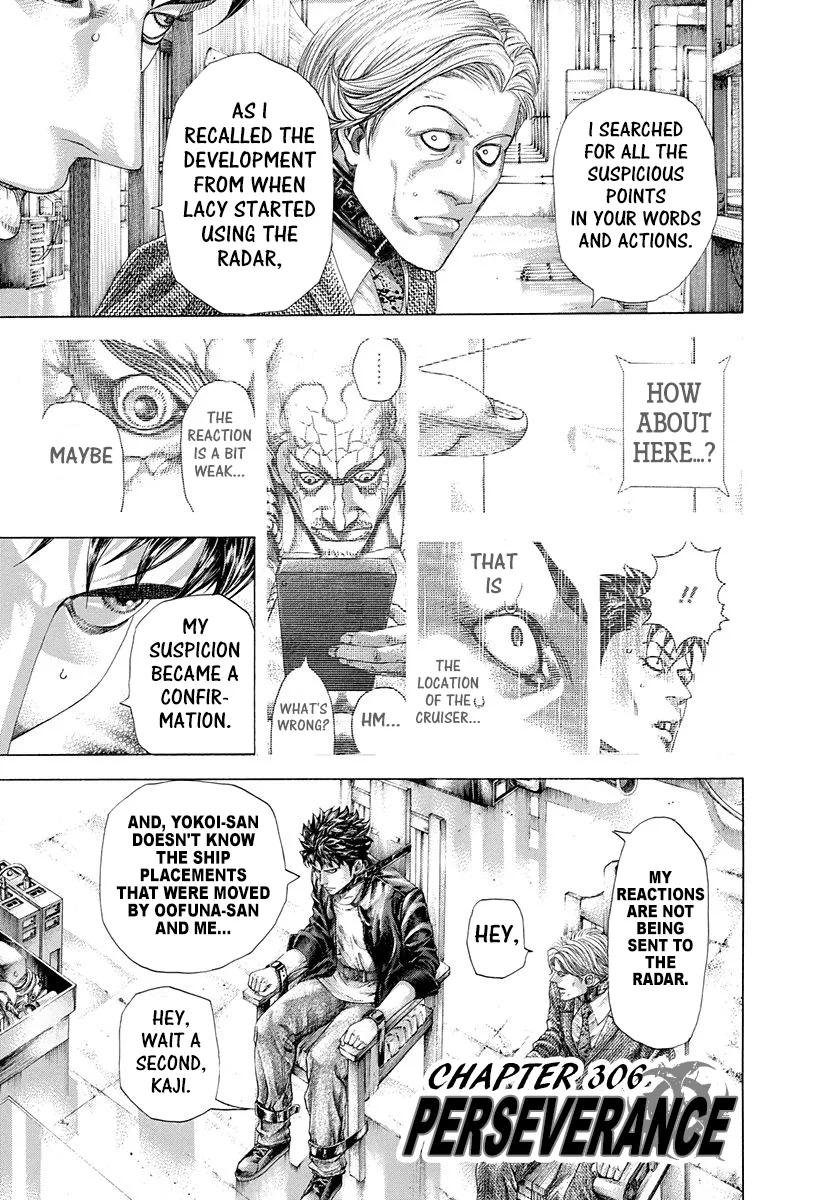 I SEARCHED
FOR ALL THE
SUSPICIOUS
POINTS
IN YOUR WORDS
AND ACTIONS.
AS I
RECALLED THE
DEVELOPMENT
FROM WHEN
LACY STARTED
USING THE
RADAR,
HOW
ABOUT
HERE...?
......
WHAT'S
WRONG?
HM...
THE
REACTION
IS A BIT
WEAK...
MAYBE
!!
THAT
IS
THE
LOCATION
OF THE
CRUISER...
MY
SUSPICION
BECAME A
CONFIR-
MATION.
MY
REACTIONS
ARE NOT
BEING
SENT TO
THE
RADAR.
HEY,
AND, YOKOI-SAN
DOESN'T KNOW
THE SHIP
PLACEMENTS
THAT WERE MOVED
BY OOFUNA-SAN
AND ME...
HEY,
WAIT A
SECOND,
KAJI.
CHAPTER 306
PERSEVERANCE